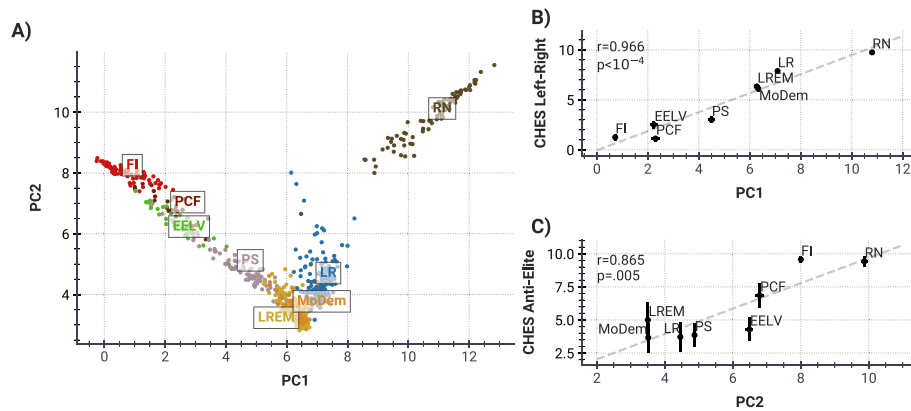 A)
PC2
10
8
6
4
0
2
4
6
8
10
12
PC1
FI
PCF
EELV
PS
LREM
MoDem
LR
RN
B)
CHES Left-Right
10
5
0
0
2
4
6
8
10
12
PC1
r=0.966
p<10⁻⁴
FI
EELV
PCF
PS
LREM
MoDem
LR
RN
C)
CHES Anti-Elite
10.0
7.5
5.0
2.5
2
4
6
8
10
PC2
r=0.865
p=.005
LREM
MoDem
LR
PS
EELV
PCF
FI
RN